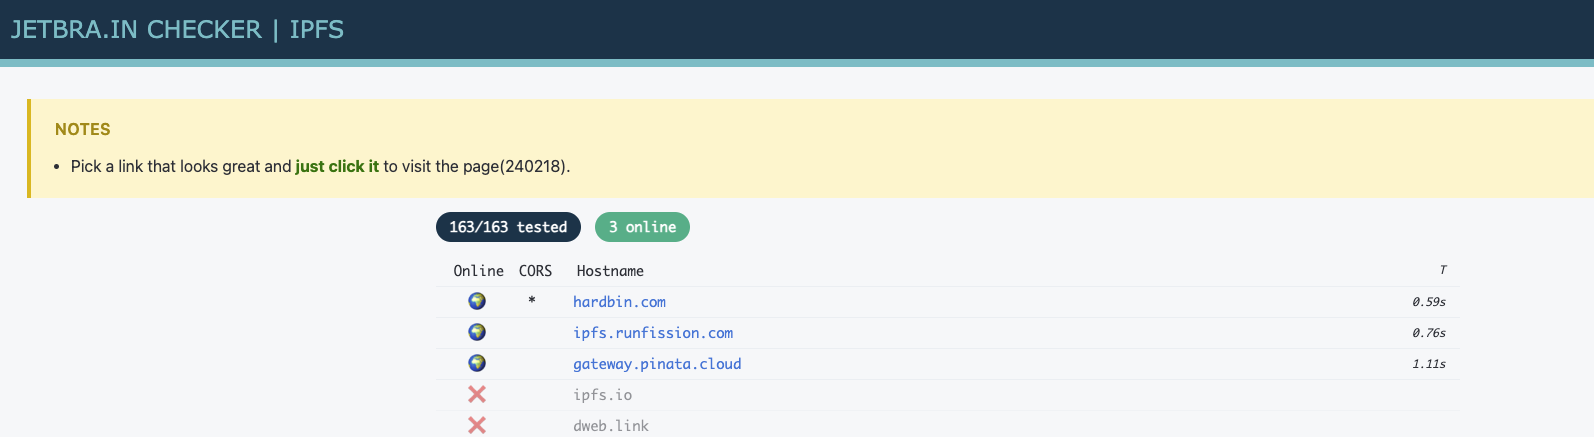 JETBRA.IN CHECKER | IPFS
NOTES
• Pick a link that looks great and just click it to visit the page(240218).
163/163 tested 3 online
Online CORS Hostname T
* hardbin.com 0.59s
ipfs.runfission.com 0.76s
gateway.pinata.cloud 1.11s
ipfs.io
dweb.link